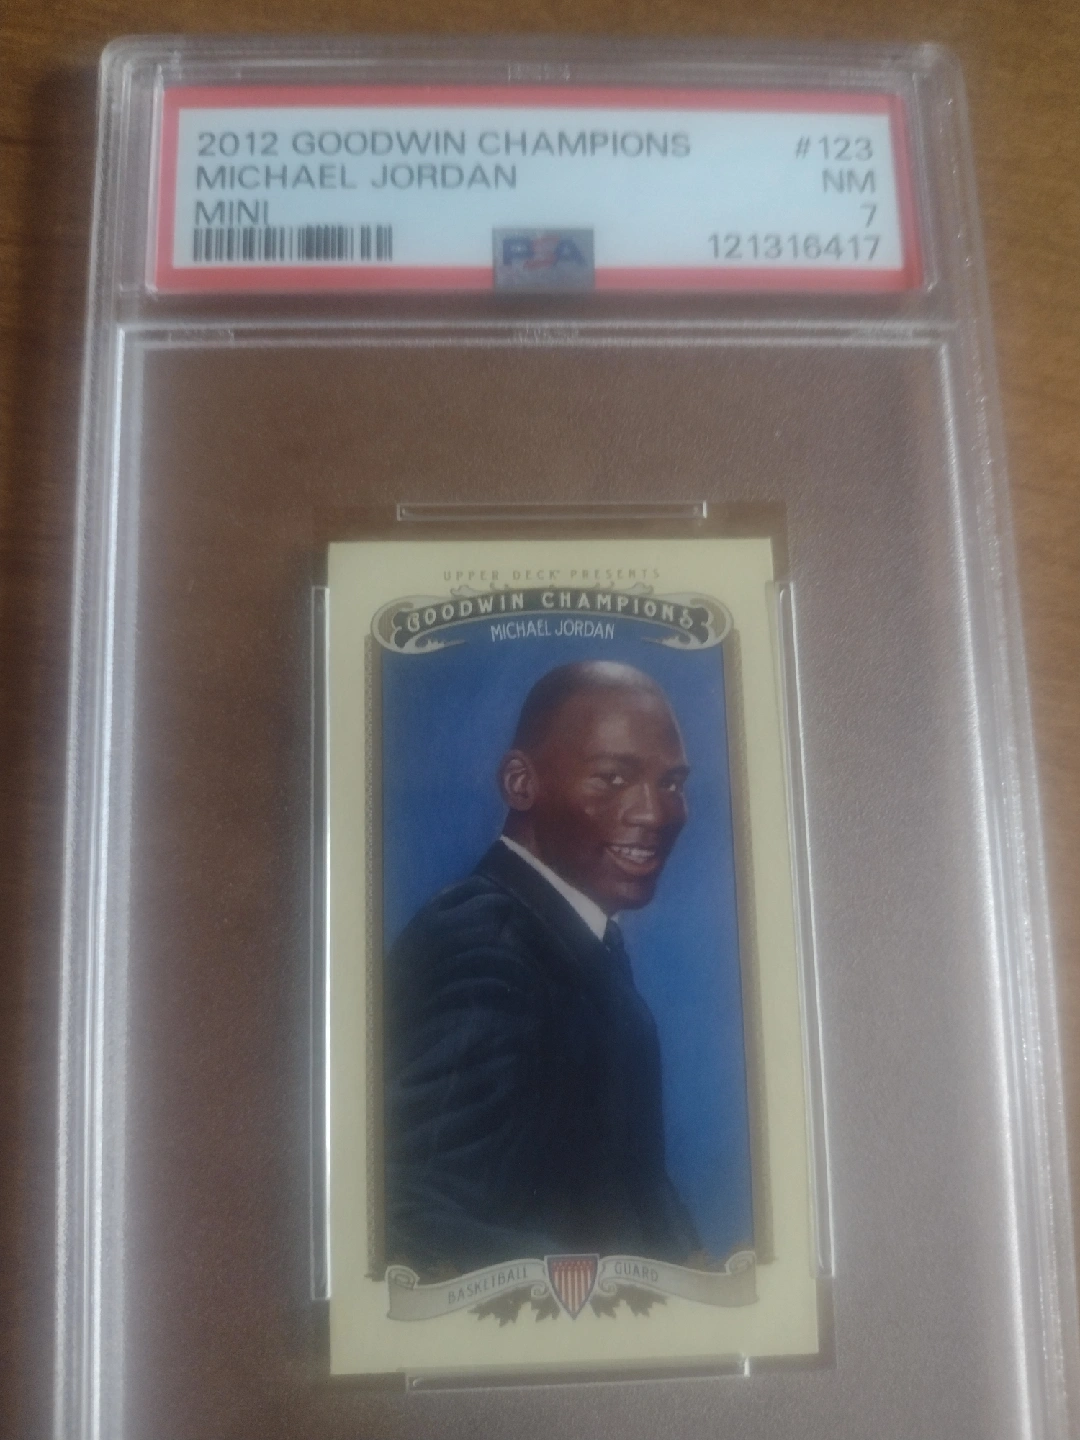 2012 GOODWIN CHAMPIONS #123
MICHAEL JORDAN NM
MINI 7
PSA 121316417
UPPER DECK PRESENTS
GOODWIN CHAMPIONS
MICHAEL JORDAN
BASKETBALL GUARD